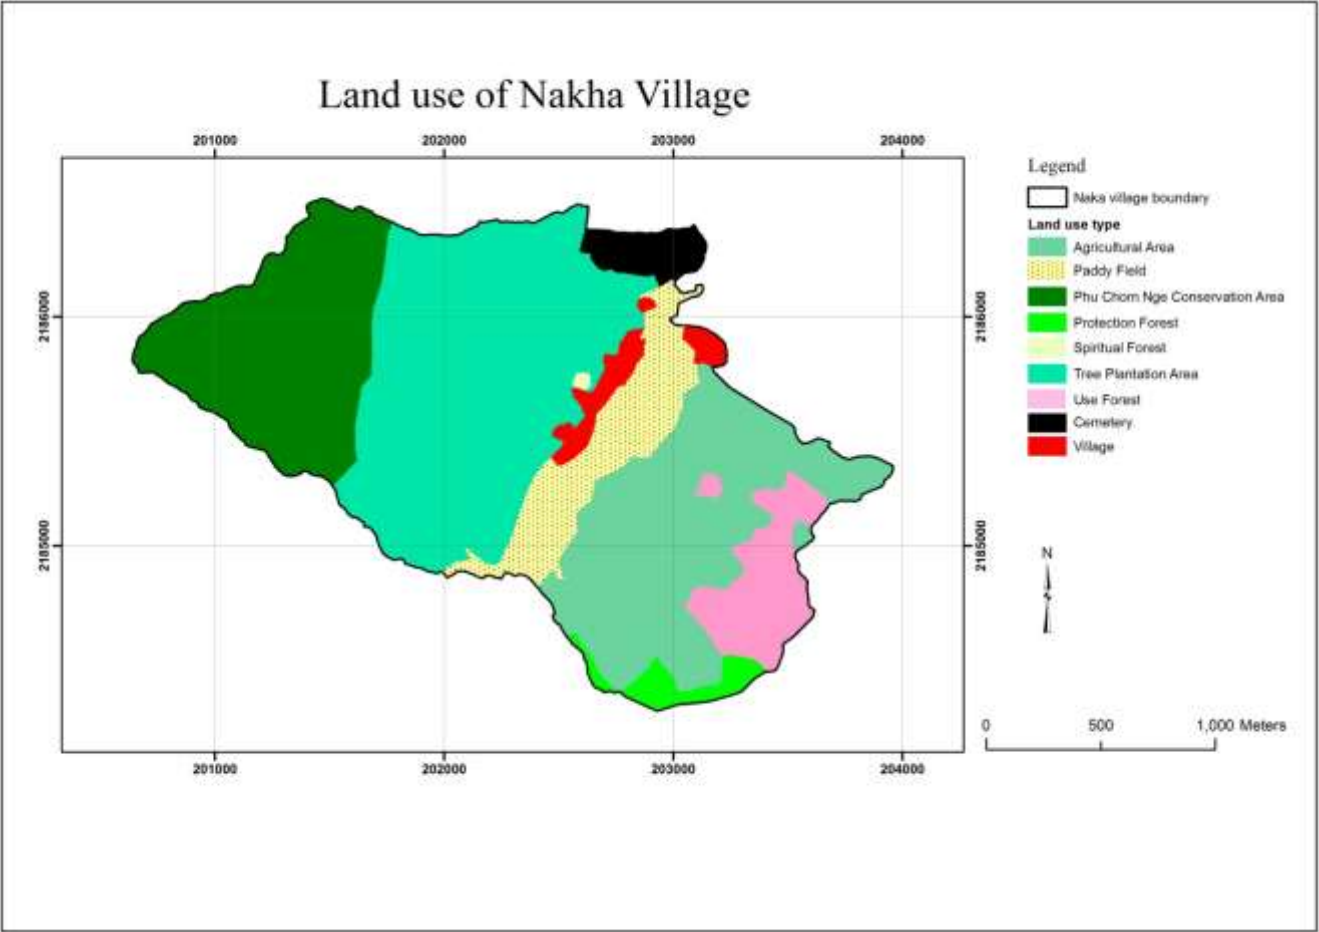 Land use of Nakha Village
201000 202000 203000 204000
Legend
Naka village boundary
Land use type
Agricultural Area
Paddy Field
Phu Chom Nge Conservation Area
Protection Forest
Spiritual Forest
Tree Plantation Area
Use Forest
Cemetery
Village
2186000 2186000
2185000 2185000
N
0 500 1,000 Meters
201000 202000 203000 204000